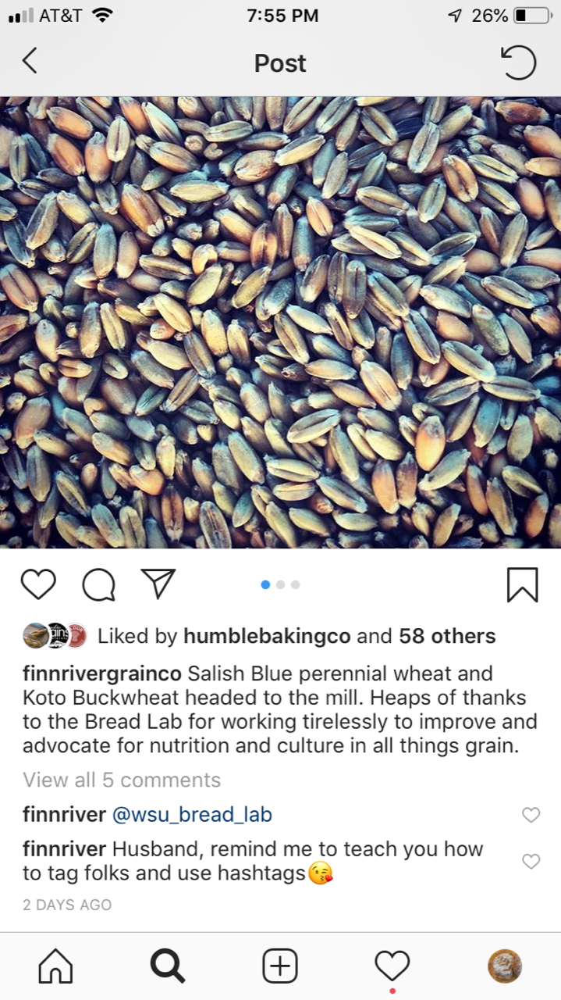 AT&T 7:55 PM 26%
Post
Liked by humblebakingco and 58 others
finnrivergrainco Salish Blue perennial wheat and
Koto Buckwheat headed to the mill. Heaps of thanks
to the Bread Lab for working tirelessly to improve and
advocate for nutrition and culture in all things grain.
View all 5 comments
finnriver @wsu_bread_lab
finnriver Husband, remind me to teach you how
to tag folks and use hashtags😘
2 DAYS AGO